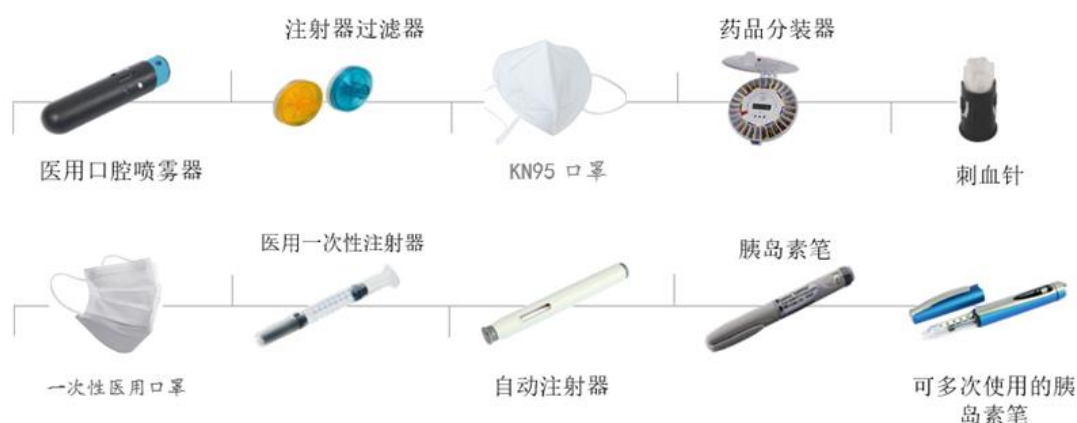 注射器过滤器
药品分装器
医用口腔喷雾器
KN95 口罩
刺血针
医用一次性注射器
胰岛素笔
一次性医用口罩
自动注射器
可多次使用的胰
岛素笔